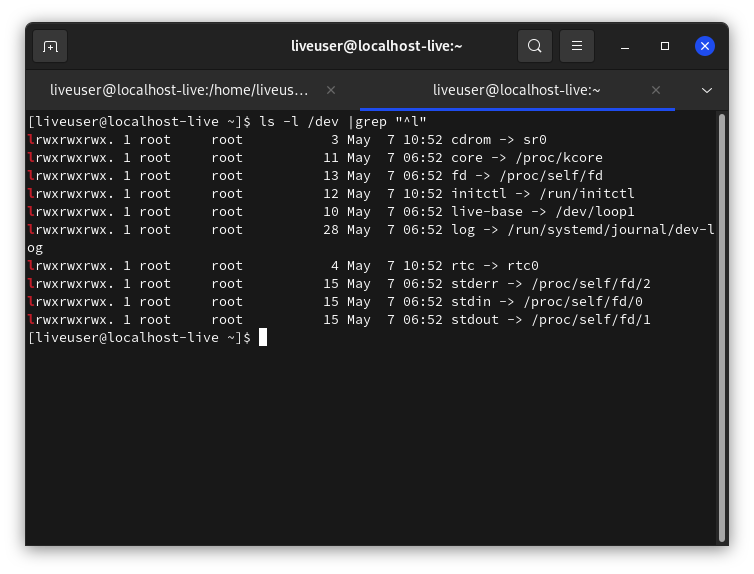 liveuser@localhost-live:~
liveuser@localhost-live:/home/liveus…
liveuser@localhost-live:~
[liveuser@localhost-live ~]$ ls -l /dev |grep "^l"
lrwxrwxrwx. 1 root     root          3 May  7 10:52 cdrom -> sr0
lrwxrwxrwx. 1 root     root         11 May  7 06:52 core -> /proc/kcore
lrwxrwxrwx. 1 root     root         13 May  7 06:52 fd -> /proc/self/fd
lrwxrwxrwx. 1 root     root         12 May  7 10:52 initctl -> /run/initctl
lrwxrwxrwx. 1 root     root         10 May  7 06:52 live-base -> /dev/loop1
lrwxrwxrwx. 1 root     root         28 May  7 06:52 log -> /run/systemd/journal/dev-l
og
lrwxrwxrwx. 1 root     root          4 May  7 10:52 rtc -> rtc0
lrwxrwxrwx. 1 root     root         15 May  7 06:52 stderr -> /proc/self/fd/2
lrwxrwxrwx. 1 root     root         15 May  7 06:52 stdin -> /proc/self/fd/0
lrwxrwxrwx. 1 root     root         15 May  7 06:52 stdout -> /proc/self/fd/1
[liveuser@localhost-live ~]$